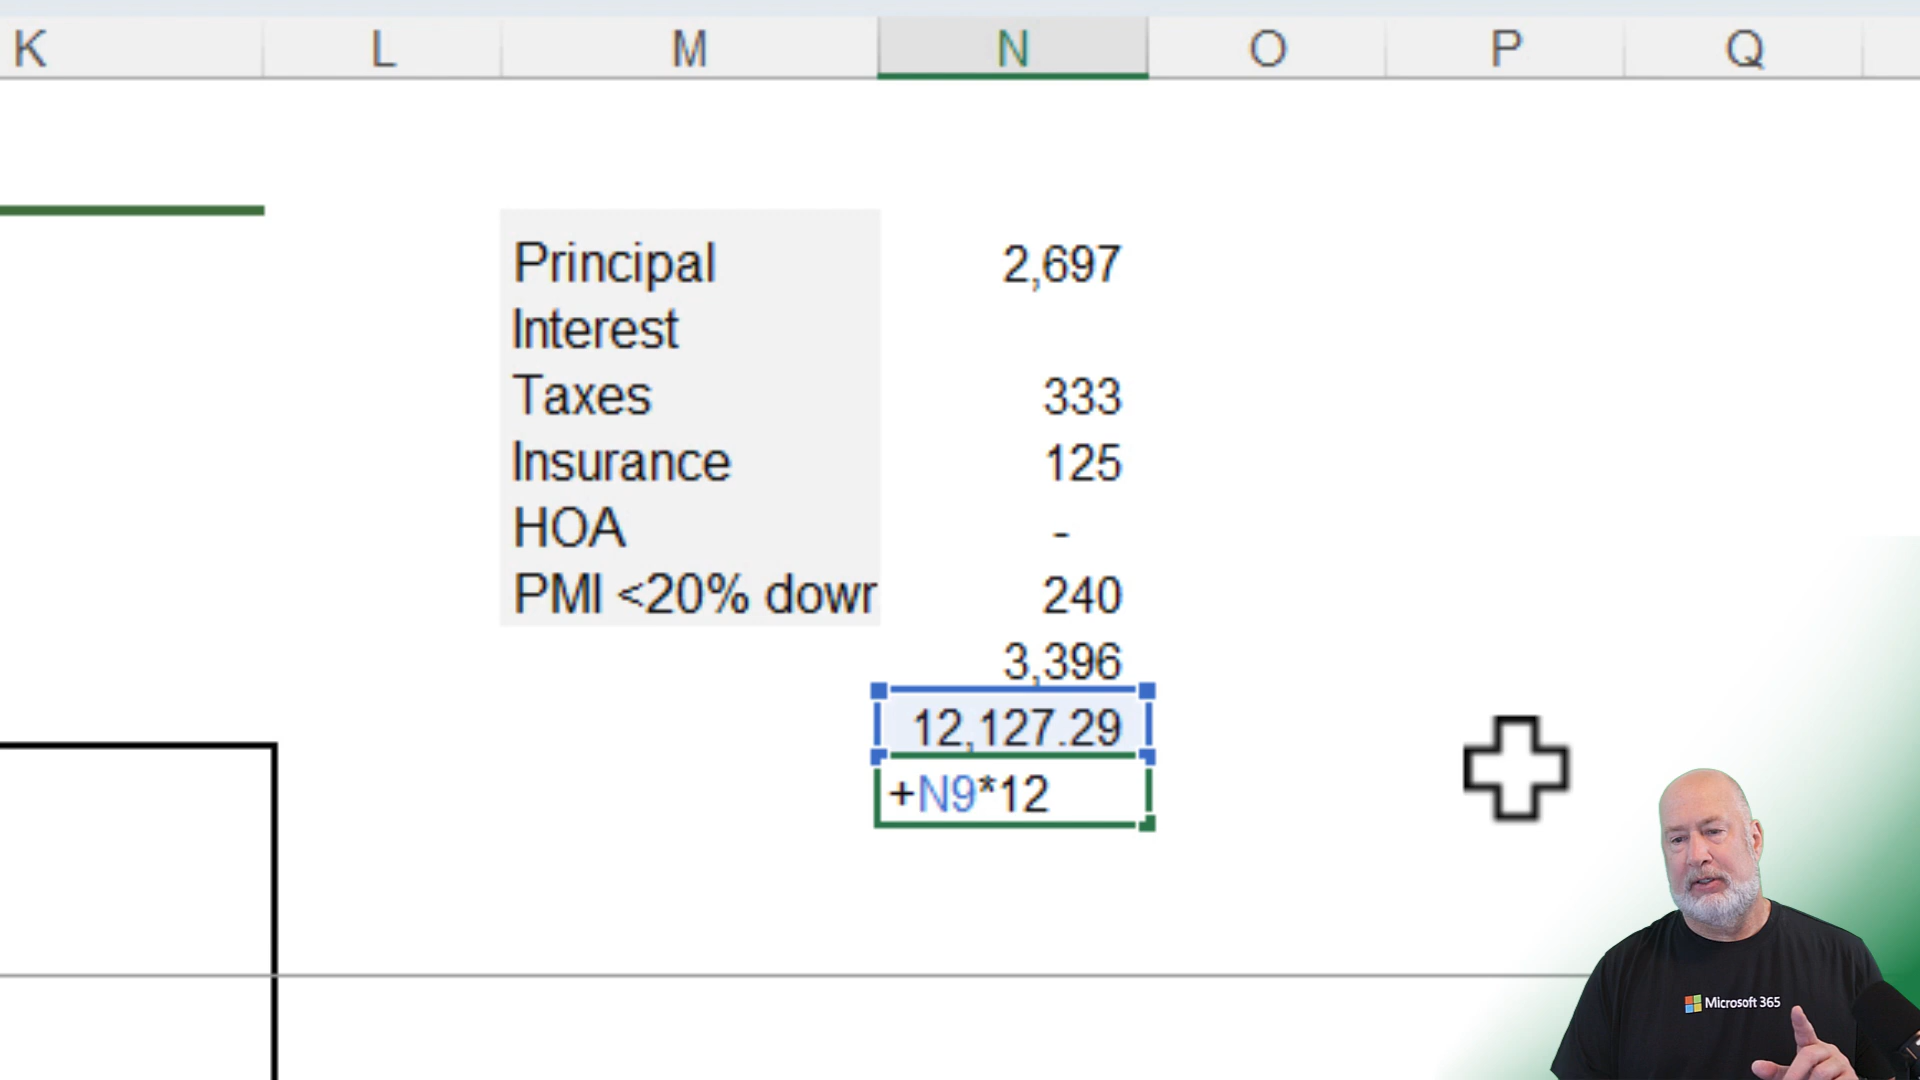 K L M N O P Q
Principal 2,697
Interest
Taxes 333
Insurance 125
HOA -
PMI <20% dowr 240
3,396
12,127.29
+N9*12
Microsoft 365